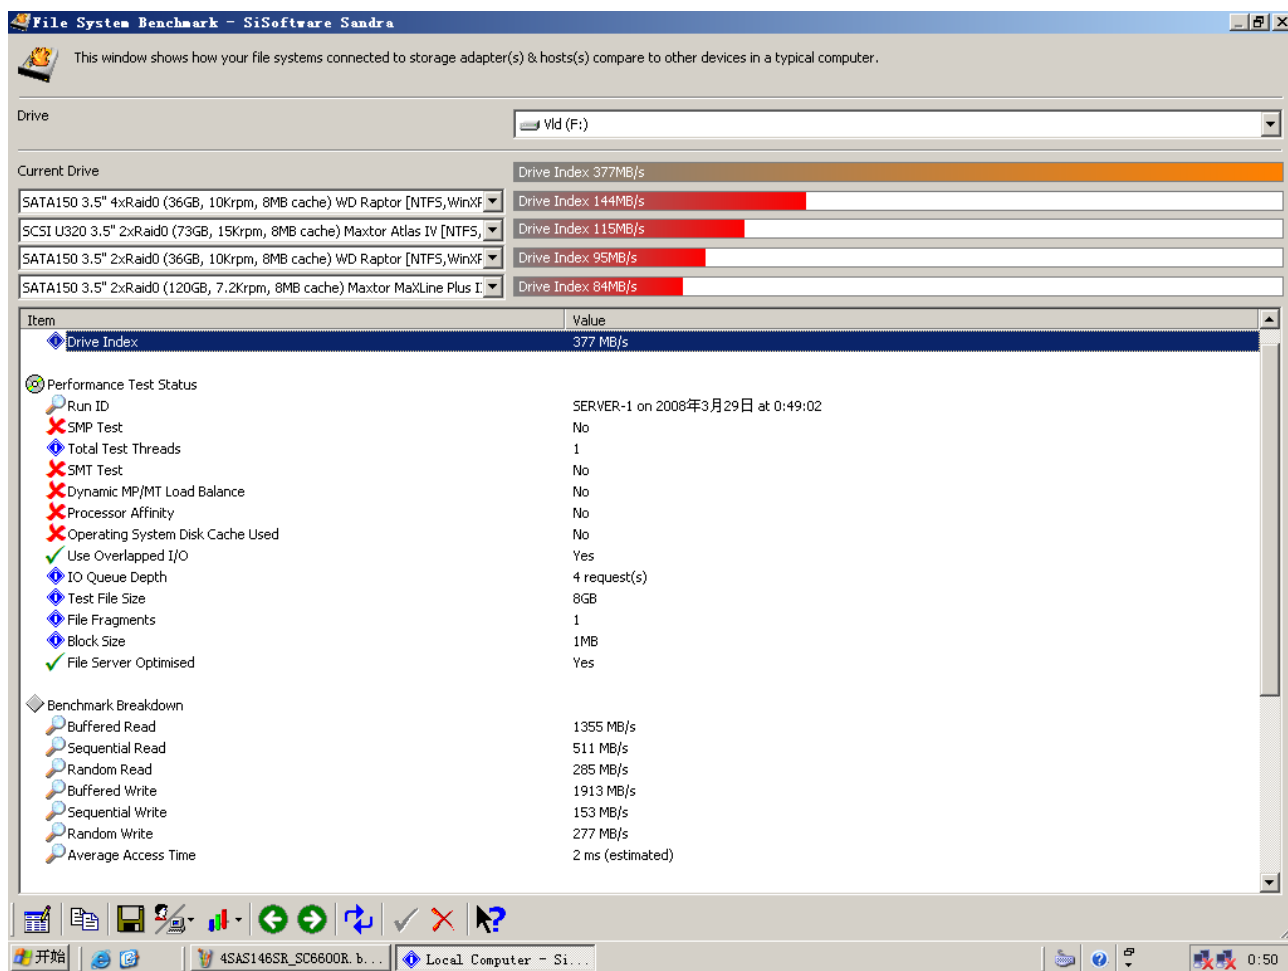 File System Benchmark - SiSoftware Sandra
This window shows how your file systems connected to storage adapter(s) & hosts(s) compare to other devices in a typical computer.
Drive
Vld (F:)
Current Drive
Drive Index 377MB/s
SATA150 3.5" 4xRaid0 (36GB, 10Krpm, 8MB cache) WD Raptor [NTFS,WinXP
Drive Index 144MB/s
SCSI U320 3.5" 2xRaid0 (73GB, 15Krpm, 8MB cache) Maxtor Atlas IV [NTFS,
Drive Index 115MB/s
SATA150 3.5" 2xRaid0 (36GB, 10Krpm, 8MB cache) WD Raptor [NTFS,WinXP
Drive Index 95MB/s
SATA150 3.5" 2xRaid0 (120GB, 7.2Krpm, 8MB cache) Maxtor MaXLine Plus I
Drive Index 84MB/s
Item Value
Drive Index 377 MB/s
Performance Test Status
Run ID SERVER-1 on 2008年3月29日 at 0:49:02
SMP Test No
Total Test Threads 1
SMT Test No
Dynamic MP/MT Load Balance No
Processor Affinity No
Operating System Disk Cache Used No
Use Overlapped I/O Yes
IO Queue Depth 4 request(s)
Test File Size 8GB
File Fragments 1
Block Size 1MB
File Server Optimised Yes
Benchmark Breakdown
Buffered Read 1355 MB/s
Sequential Read 511 MB/s
Random Read 285 MB/s
Buffered Write 1913 MB/s
Sequential Write 153 MB/s
Random Write 277 MB/s
Average Access Time 2 ms (estimated)
开始 4SAS146SR_SC6600R.b... Local Computer - Si... 0:50